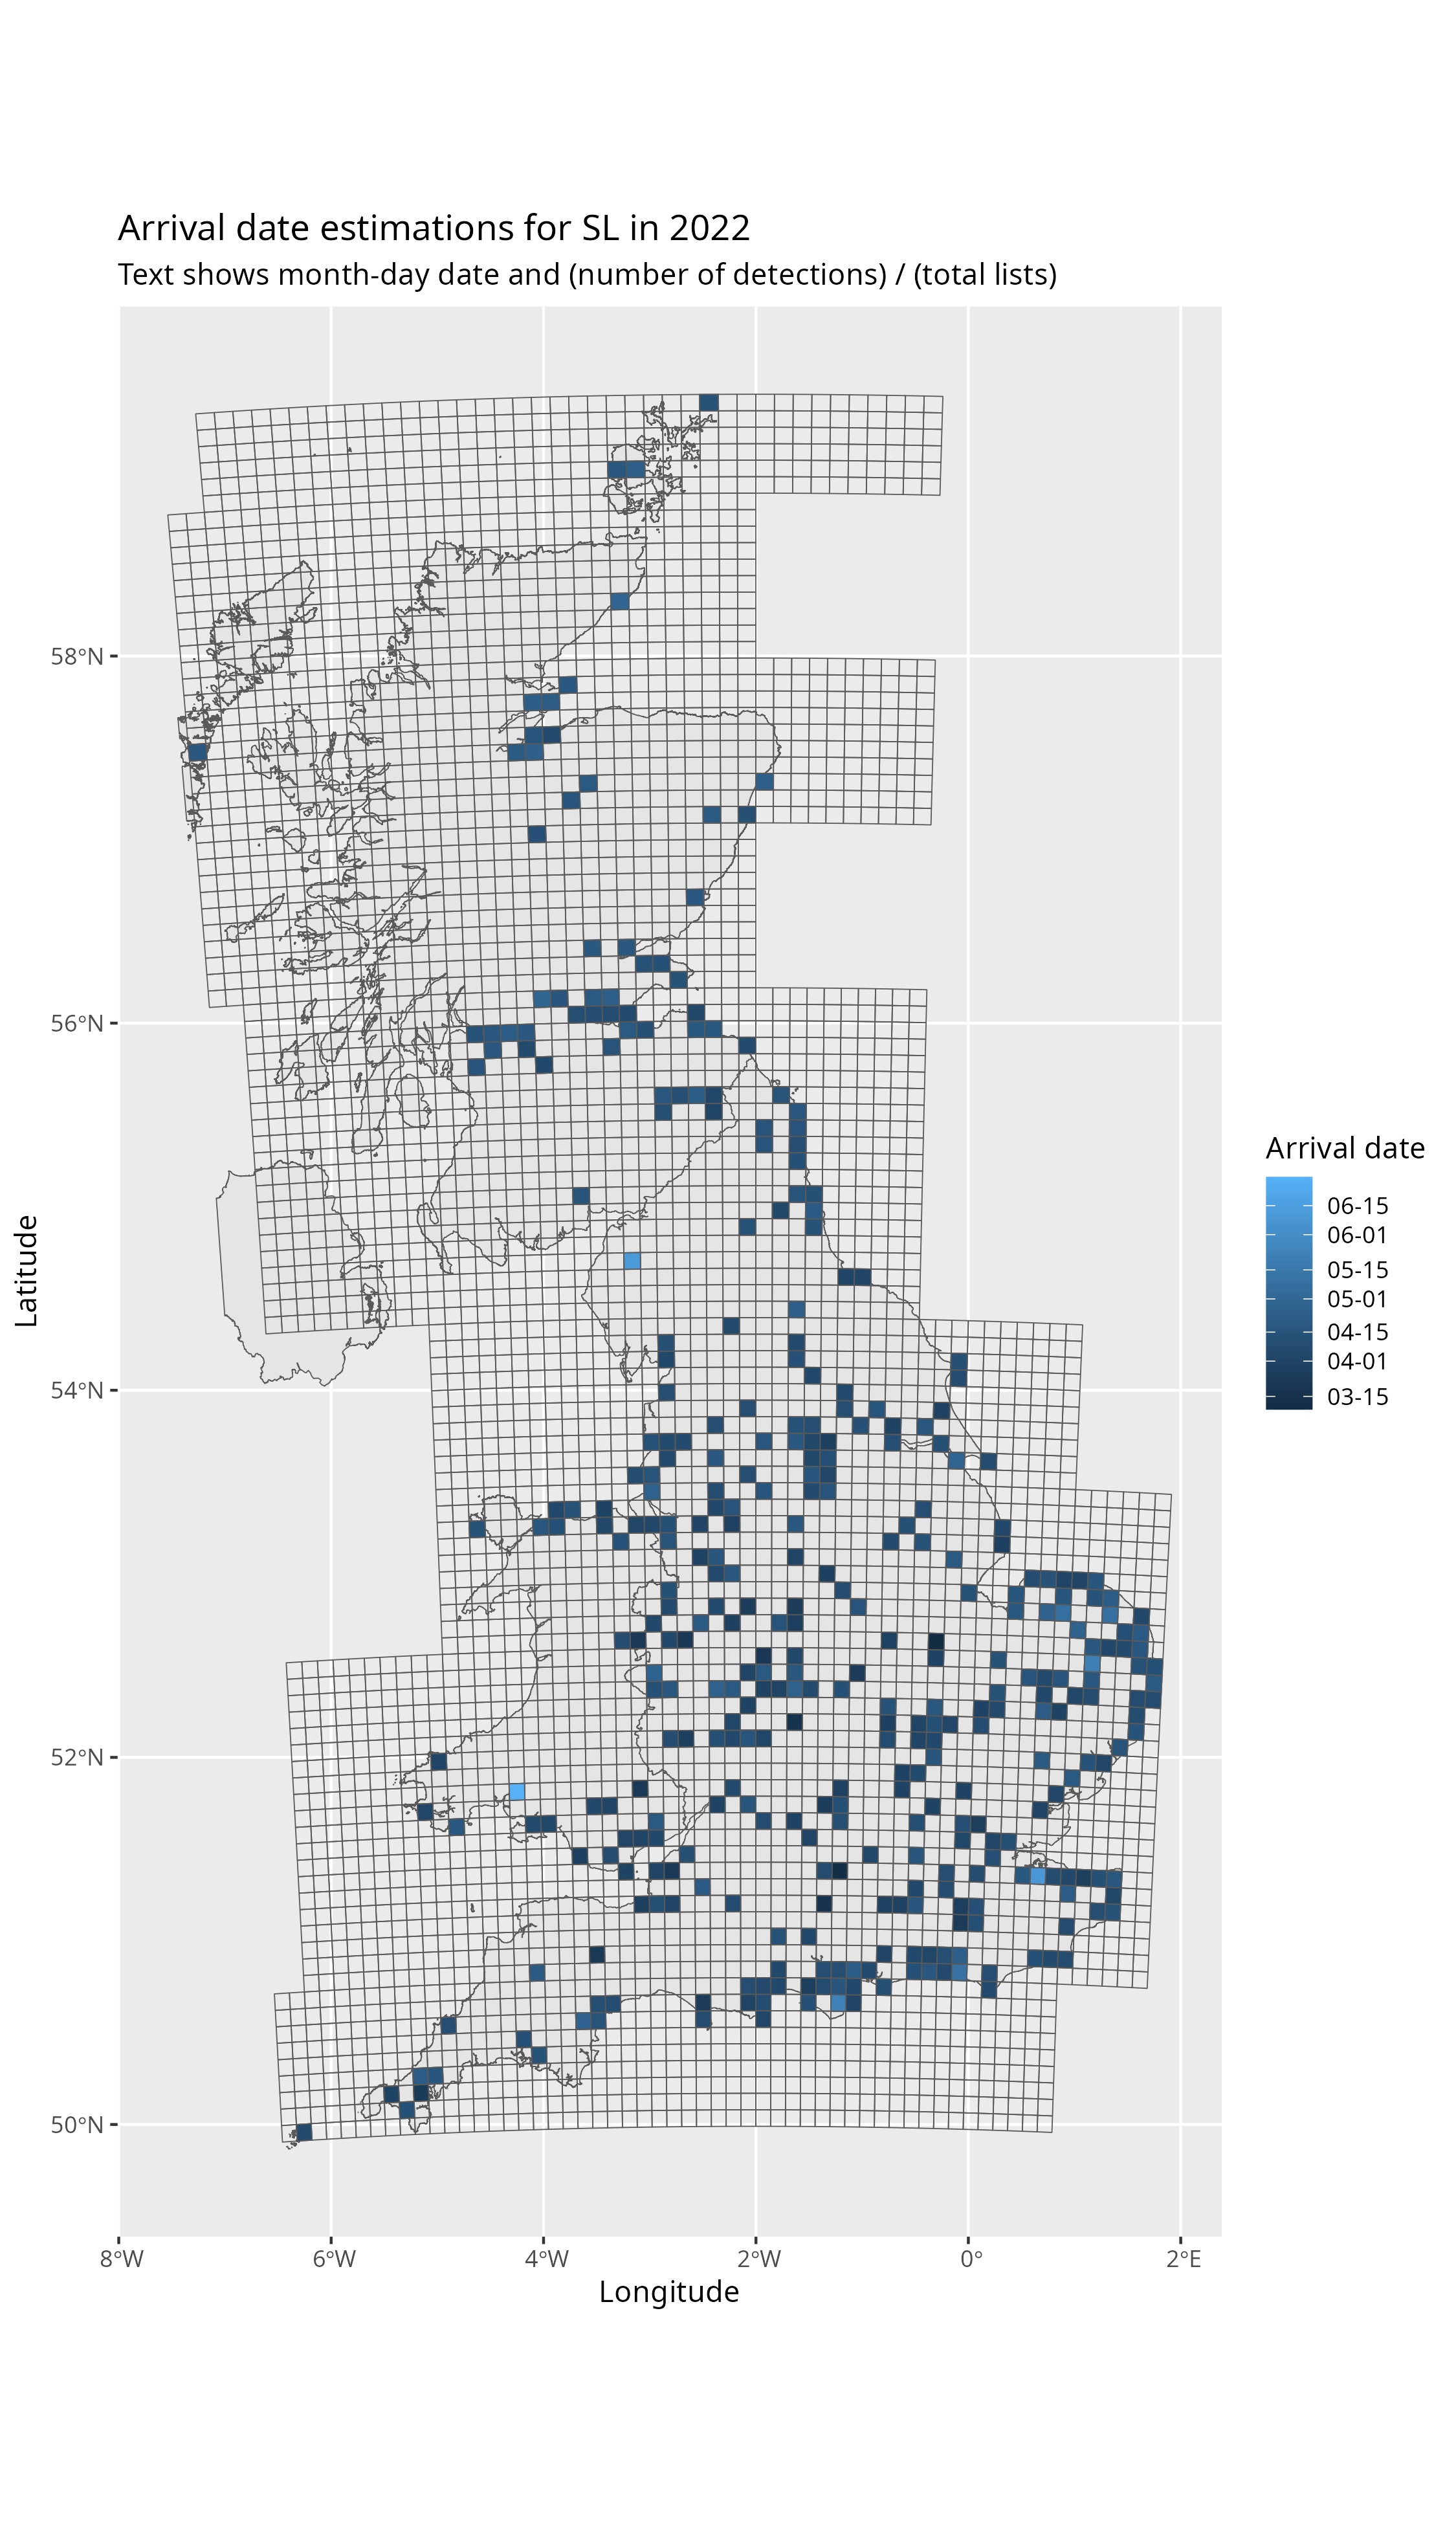 Arrival date estimations for SL in 2022
Text shows month-day date and (number of detections) / (total lists)
58°N
56°N
54°N
52°N
50°N
Latitude
8°W 6°W 4°W 2°W 0° 2°E
Longitude
Arrival date
06-15
06-01
05-15
05-01
04-15
04-01
03-15